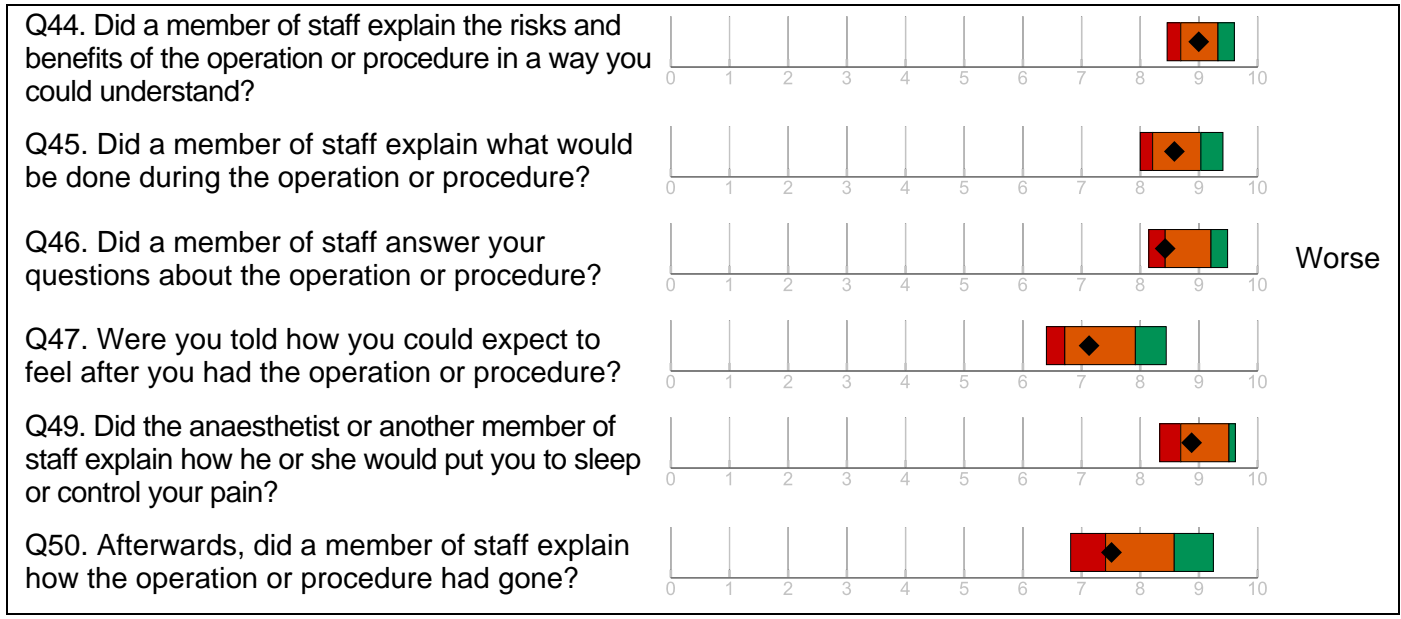 Q44. Did a member of staff explain the risks and
benefits of the operation or procedure in a way you
could understand?
0 1 2 3 4 5 6 7 8 9 10
Q45. Did a member of staff explain what would
be done during the operation or procedure?
0 1 2 3 4 5 6 7 8 9 10
Q46. Did a member of staff answer your
questions about the operation or procedure?
Worse
0 1 2 3 4 5 6 7 8 9 10
Q47. Were you told how you could expect to
feel after you had the operation or procedure?
0 1 2 3 4 5 6 7 8 9 10
Q49. Did the anaesthetist or another member of
staff explain how he or she would put you to sleep
or control your pain?
0 1 2 3 4 5 6 7 8 9 10
Q50. Afterwards, did a member of staff explain
how the operation or procedure had gone?
0 1 2 3 4 5 6 7 8 9 10